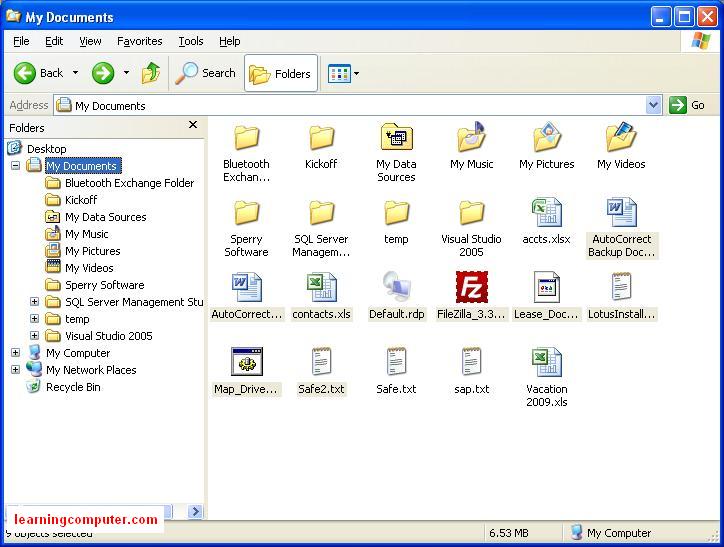 My Documents
File Edit View Favorites Tools Help
Back Search Folders
Address My Documents Go
Folders
Desktop
My Documents
Bluetooth Exchange Folder
Kickoff
My Data Sources
My Music
My Pictures
My Videos
Sperry Software
SQL Server Management Stu
temp
Visual Studio 2005
My Computer
My Network Places
Recycle Bin
Bluetooth Exchan...
Kickoff
My Data Sources
My Music
My Pictures
My Videos
Sperry Software
SQL Server Managem...
temp
Visual Studio 2005
accts.xlsx
AutoCorrect Backup Doc...
AutoCorrect...
contacts.xls
Default.rdp
FileZilla_3.3...
Lease_Doc...
LotusInstall...
Map_Drive...
Safe2.txt
Safe.txt
sap.txt
Vacation 2009.xls
learningcomputer.com
9 objects selected 6.53 MB My Computer